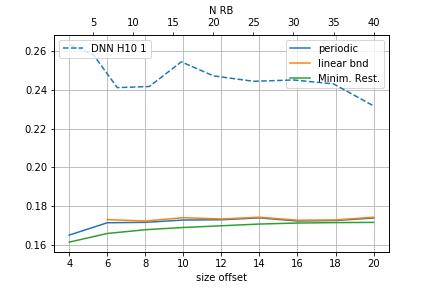 N RB
5 10 15 20 25 30 35 40
DNN H10 1
periodic
linear bnd
Minim. Rest.
0.26
0.24
0.22
0.20
0.18
0.16
4 6 8 10 12 14 16 18 20
size offset